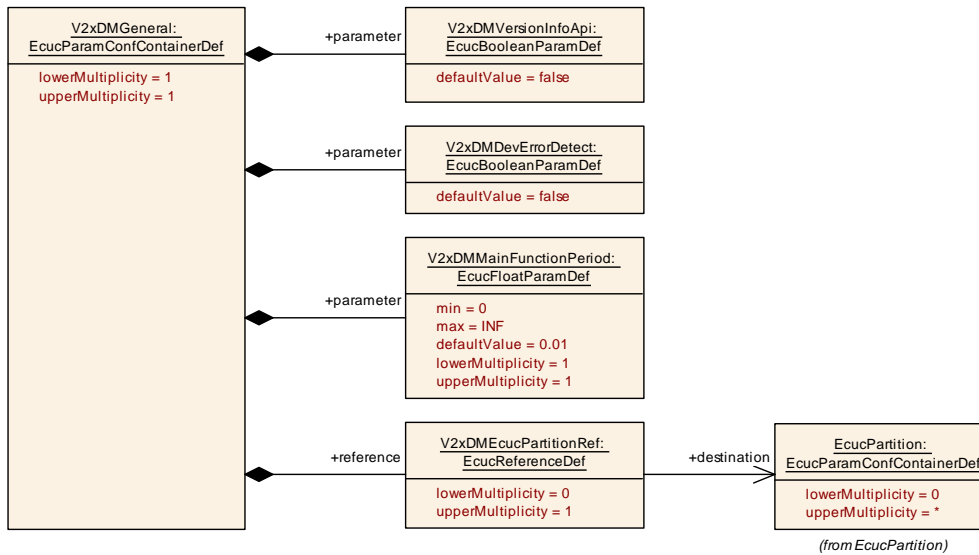 V2xDMGeneral:
EcucParamConfContainerDef
lowerMultiplicity = 1
upperMultiplicity = 1
+parameter
V2xDMVersionInfoApi:
EcucBooleanParamDef
defaultValue = false
+parameter
V2xDMDevErrorDetect:
EcucBooleanParamDef
defaultValue = false
+parameter
V2xDMMainFunctionPeriod:
EcucFloatParamDef
min = 0
max = INF
defaultValue = 0.01
lowerMultiplicity = 1
upperMultiplicity = 1
+reference
V2xDMEcucPartitionRef:
EcucReferenceDef
lowerMultiplicity = 0
upperMultiplicity = 1
+destination
EcucPartition:
EcucParamConfContainerDef
lowerMultiplicity = 0
upperMultiplicity = *
(from EcucPartition)